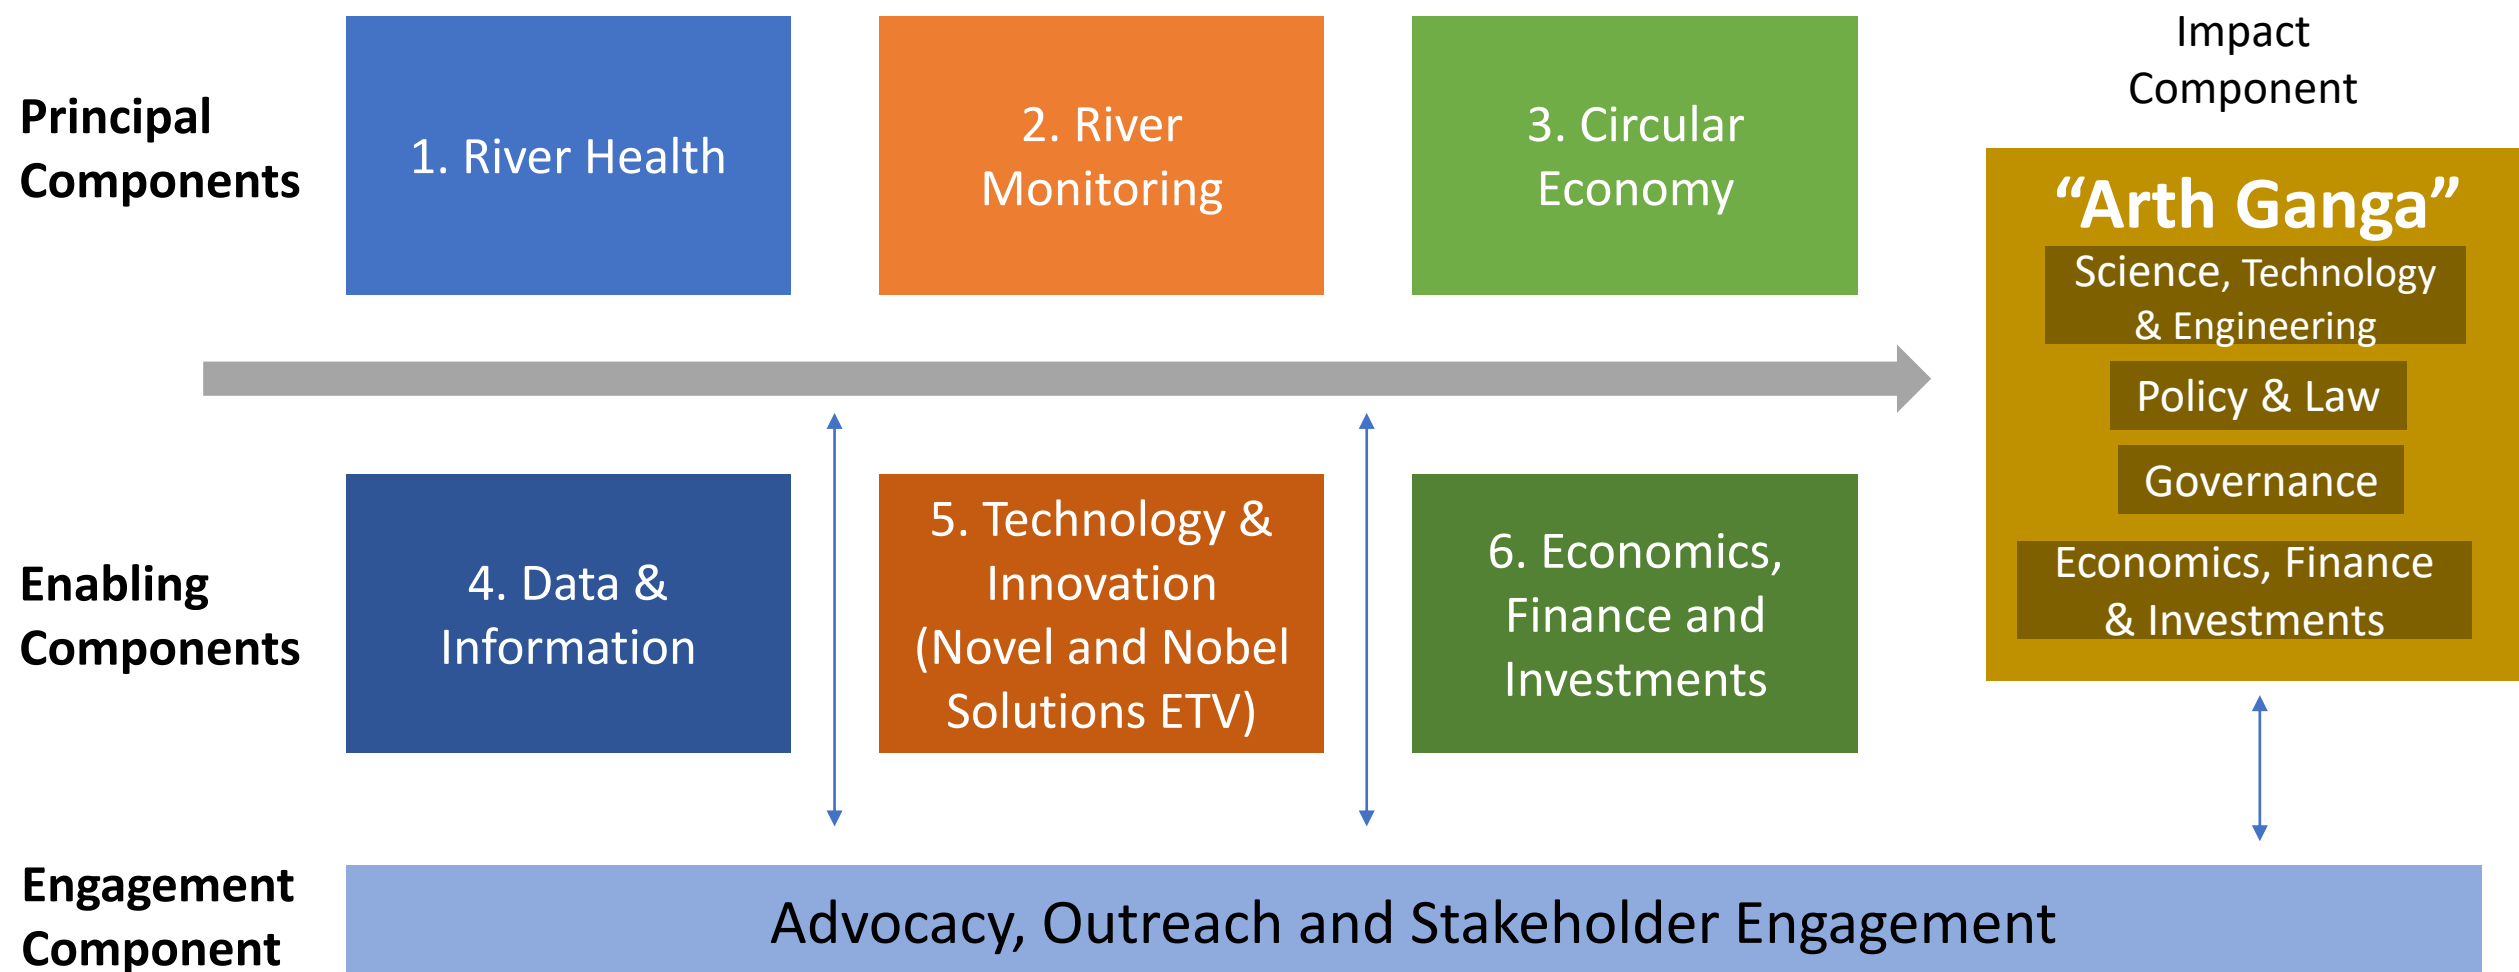 Principal
Components
1. River Health
2. River
Monitoring
3. Circular
Economy
Impact
Component
“Arth Ganga”
Science, Technology
& Engineering
Policy & Law
Governance
Economics, Finance
& Investments
Enabling
Components
4. Data &
Information
5. Technology &
Innovation
(Novel and Nobel
Solutions ETV)
6. Economics,
Finance and
Investments
Engagement
Component
Advocacy, Outreach and Stakeholder Engagement